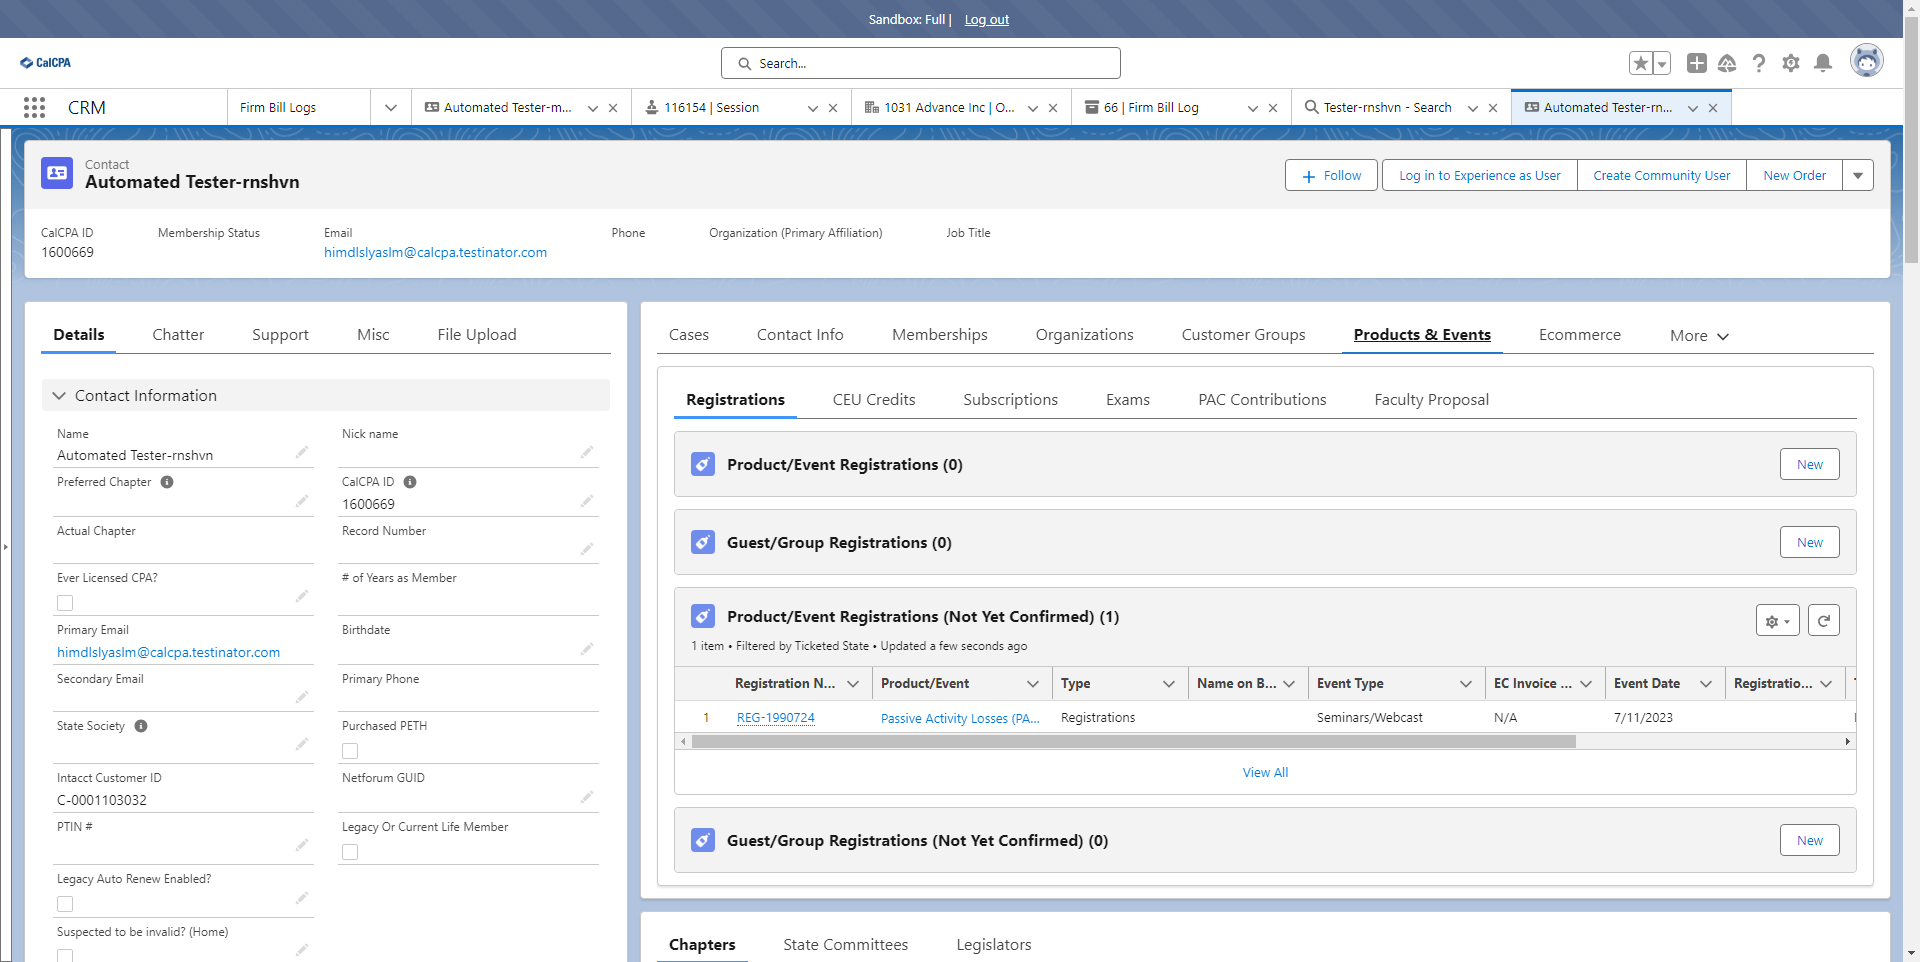 Sandbox: Full | Log out
CalCPA
Search...
CRM
Firm Bill Logs
Automated Tester-m...
116154 | Session
1031 Advance Inc | O...
66 | Firm Bill Log
Tester-rnshvn - Search
Automated Tester-rn...
Contact
Automated Tester-rnshvn
Follow
Log in to Experience as User
Create Community User
New Order
CalCPA ID
Membership Status
Email
Phone
Organization (Primary Affiliation)
Job Title
1600669
himdlslyaslm@calcpa.testinator.com
Details
Chatter
Support
Misc
File Upload
Contact Information
Name
Automated Tester-rnshvn
Nick name
Preferred Chapter
CalCPA ID
1600669
Actual Chapter
Record Number
Ever Licensed CPA?
# of Years as Member
Primary Email
himdlslyaslm@calcpa.testinator.com
Birthdate
Secondary Email
Primary Phone
State Society
Purchased PETH
Intacct Customer ID
C-0001103032
Netforum GUID
PTIN #
Legacy Or Current Life Member
Legacy Auto Renew Enabled?
Suspected to be invalid? (Home)
Cases
Contact Info
Memberships
Organizations
Customer Groups
Products & Events
Ecommerce
More
Registrations
CEU Credits
Subscriptions
Exams
PAC Contributions
Faculty Proposal
Product/Event Registrations (0)
New
Guest/Group Registrations (0)
New
Product/Event Registrations (Not Yet Confirmed) (1)
1 item • Filtered by Ticketed State • Updated a few seconds ago
Registration N...
Product/Event
Type
Name on B...
Event Type
EC Invoice ...
Event Date
Registratio...
1
REG-1990724
Passive Activity Losses (PA...
Registrations
Seminars/Webcast
N/A
7/11/2023
View All
Guest/Group Registrations (Not Yet Confirmed) (0)
New
Chapters
State Committees
Legislators